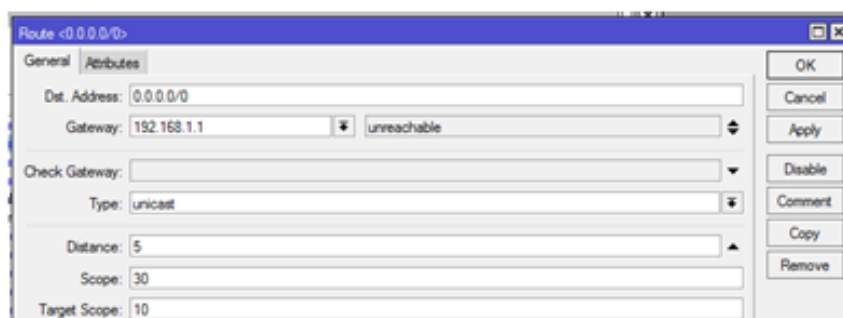 Route <0.0.0.0/0>
General Attributes
OK
Dst. Address: 0.0.0.0/0
Cancel
Gateway: 192.168.1.1 unreachable
Apply
Check Gateway:
Disable
Type: unicast
Comment
Copy
Distance: 5
Remove
Scope: 30
Target Scope: 10